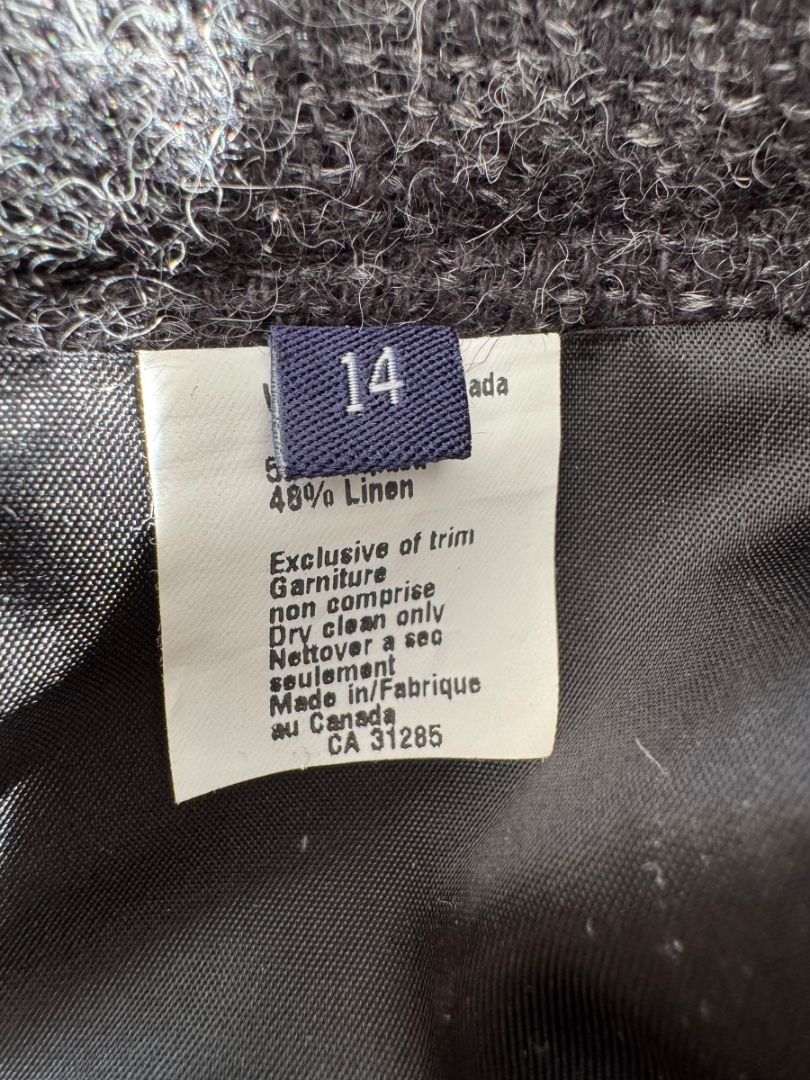 14
ada
48% Linen
Exclusive of trim
Garniture
non comprise
Dry clean only
Nettoyer a sec
seulement
Made in/Fabrique
au Canada
CA 31285